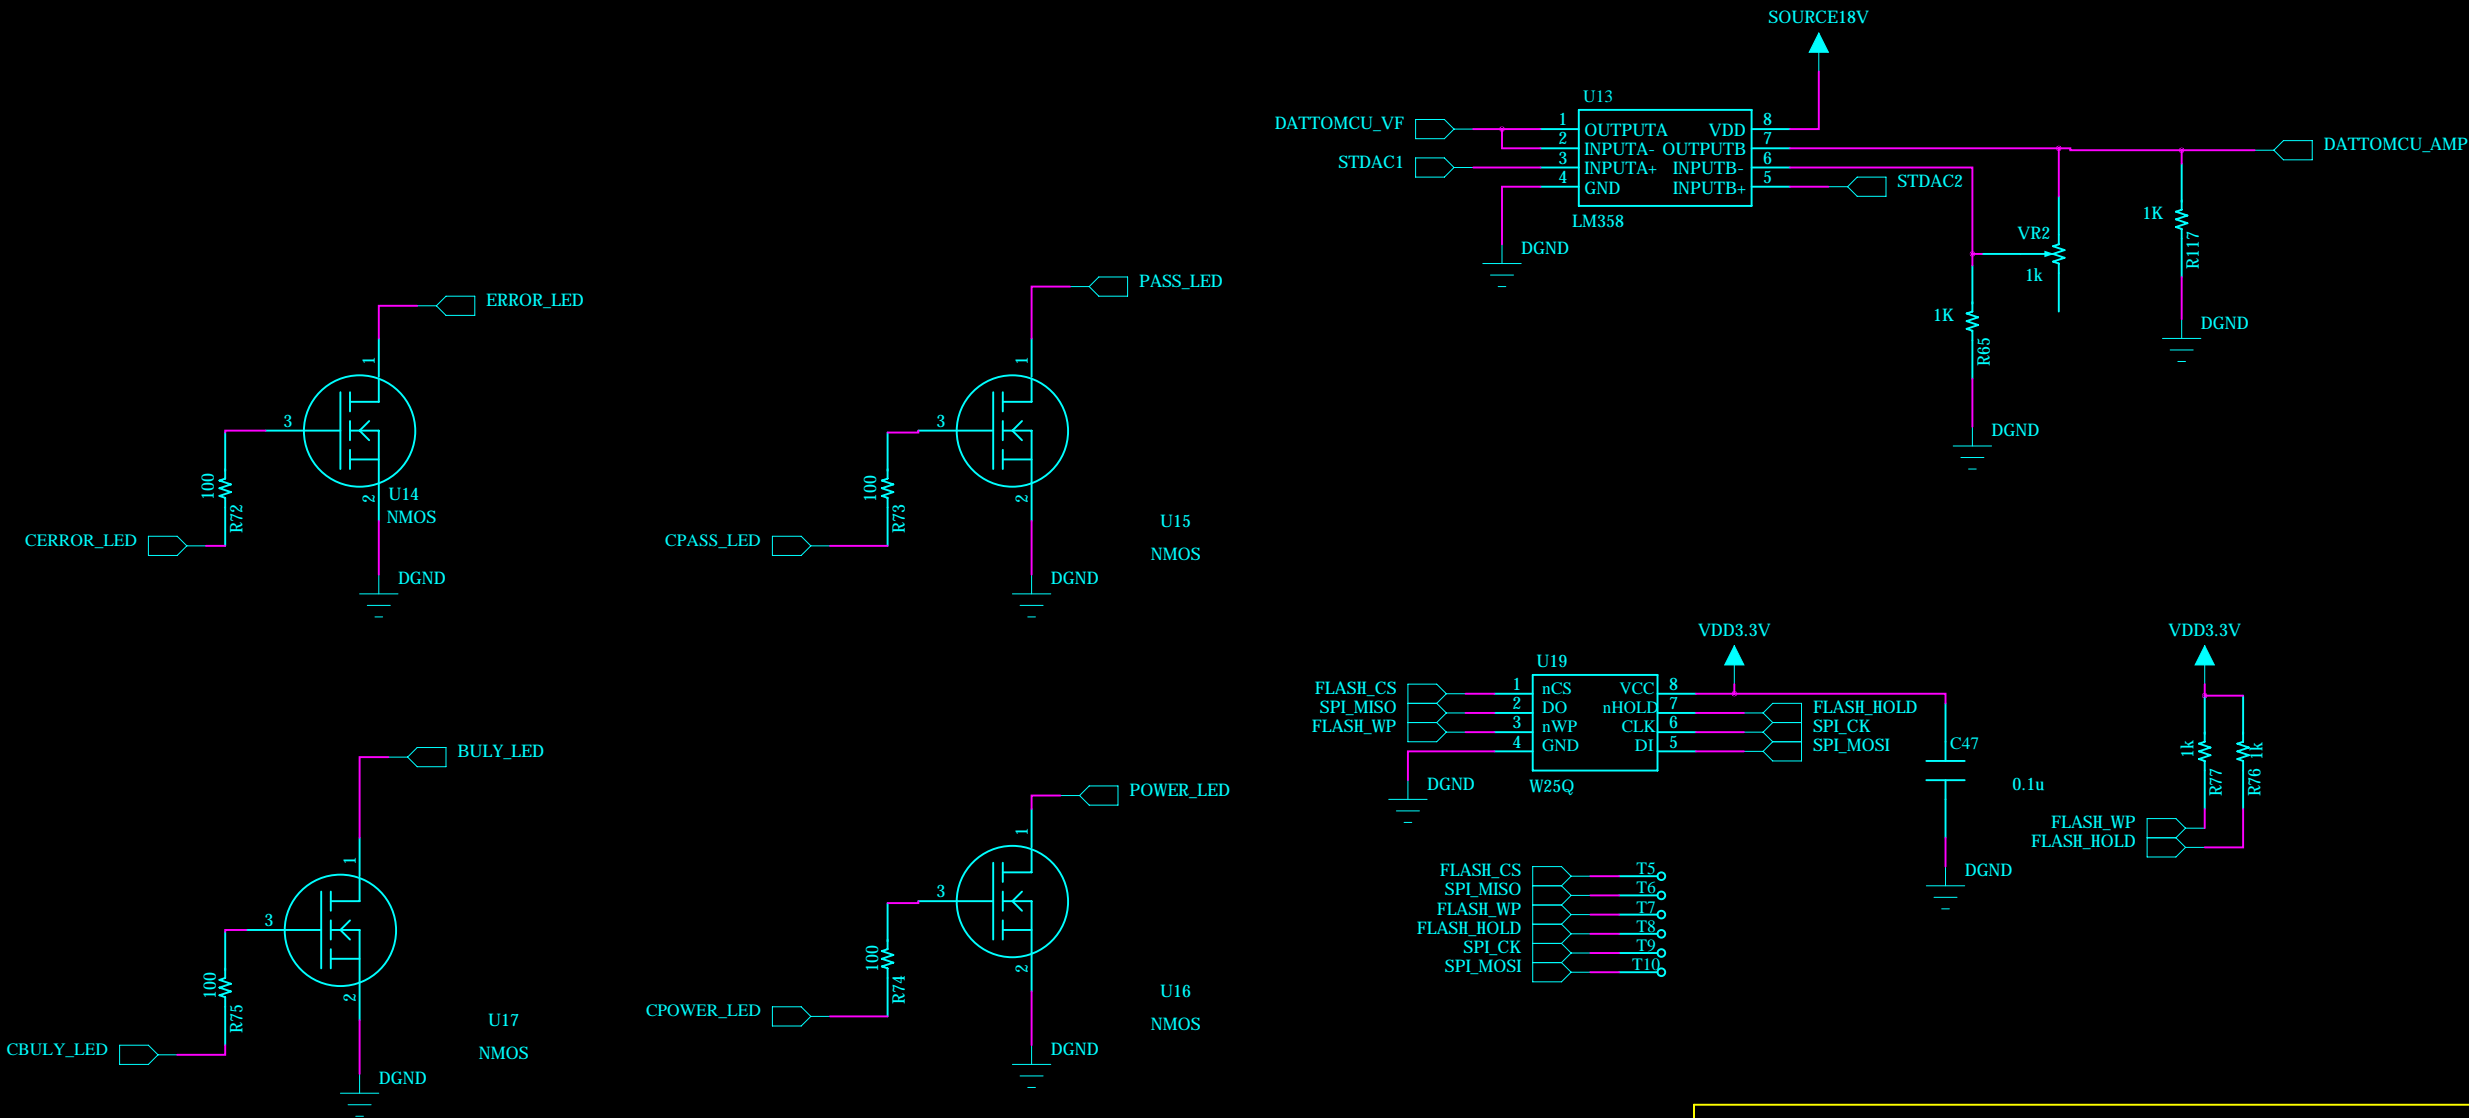 SOURCE18V
U13
DATTOMCU_VF
1 OUTPUTA VDD 8
2 INPUTA- OUTPUTB 7
3 INPUTA+ INPUTB- 6
4 GND INPUTB+ 5
STDAC1
STDAC2
DATTOMCU_AMP
LM358
DGND
VR2
1k
1K
R65
DGND
1K
R117
DGND
ERROR_LED
1
3
2
100
R72
U14
NMOS
CERROR_LED
DGND
PASS_LED
1
3
2
100
R73
U15
NMOS
CPASS_LED
DGND
BULY_LED
1
3
2
100
R75
U17
NMOS
CBULY_LED
DGND
POWER_LED
1
3
2
100
R74
U16
NMOS
CPOWER_LED
DGND
VDD3.3V
U19
FLASH_CS 1 nCS VCC 8
SPI_MISO 2 DO nHOLD 7 FLASH_HOLD
FLASH_WP 3 nWP CLK 6 SPI_CK
4 GND DI 5 SPI_MOSI
DGND
W25Q
C47
0.1u
DGND
VDD3.3V
1k
R77
1k
R76
FLASH_WP
FLASH_HOLD
FLASH_CS T5
SPI_MISO T6
FLASH_WP T7
FLASH_HOLD T8
SPI_CK T9
SPI_MOSI T10